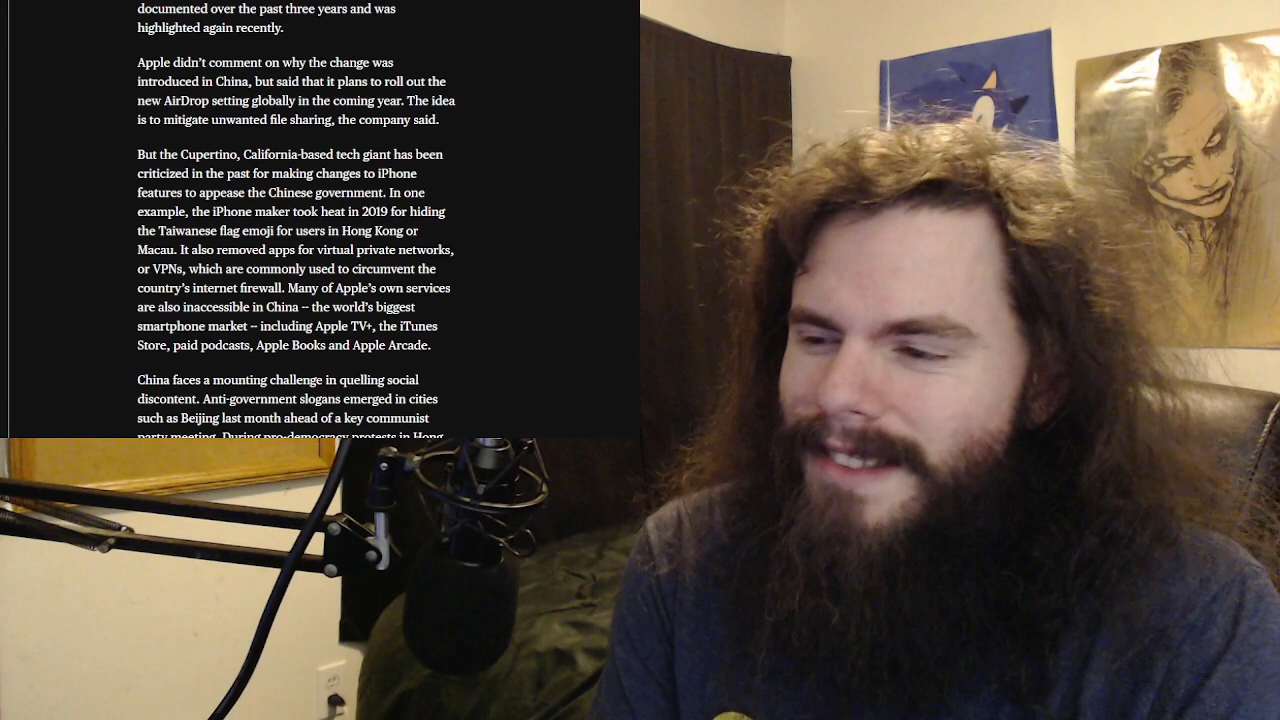 documented over the past three years and was
highlighted again recently.
Apple didn't comment on why the change was
introduced in China, but said that it plans to roll out the
new AirDrop setting globally in the coming year. The idea
is to mitigate unwanted file sharing, the company said.
But the Cupertino, California-based tech giant has been
criticized in the past for making changes to iPhone
features to appease the Chinese government. In one
example, the iPhone maker took heat in 2019 for hiding
the Taiwanese flag emoji for users in Hong Kong or
Macau. It also removed apps for virtual private networks,
or VPNs, which are commonly used to circumvent the
country's internet firewall. Many of Apple's own services
are also inaccessible in China -- the world's biggest
smartphone market -- including Apple TV+, the iTunes
Store, paid podcasts, Apple Books and Apple Arcade.
China faces a mounting challenge in quelling social
discontent. Anti-government slogans emerged in cities
such as Beijing last month ahead of a key communist
party meeting. During pro-democracy protests in Hong